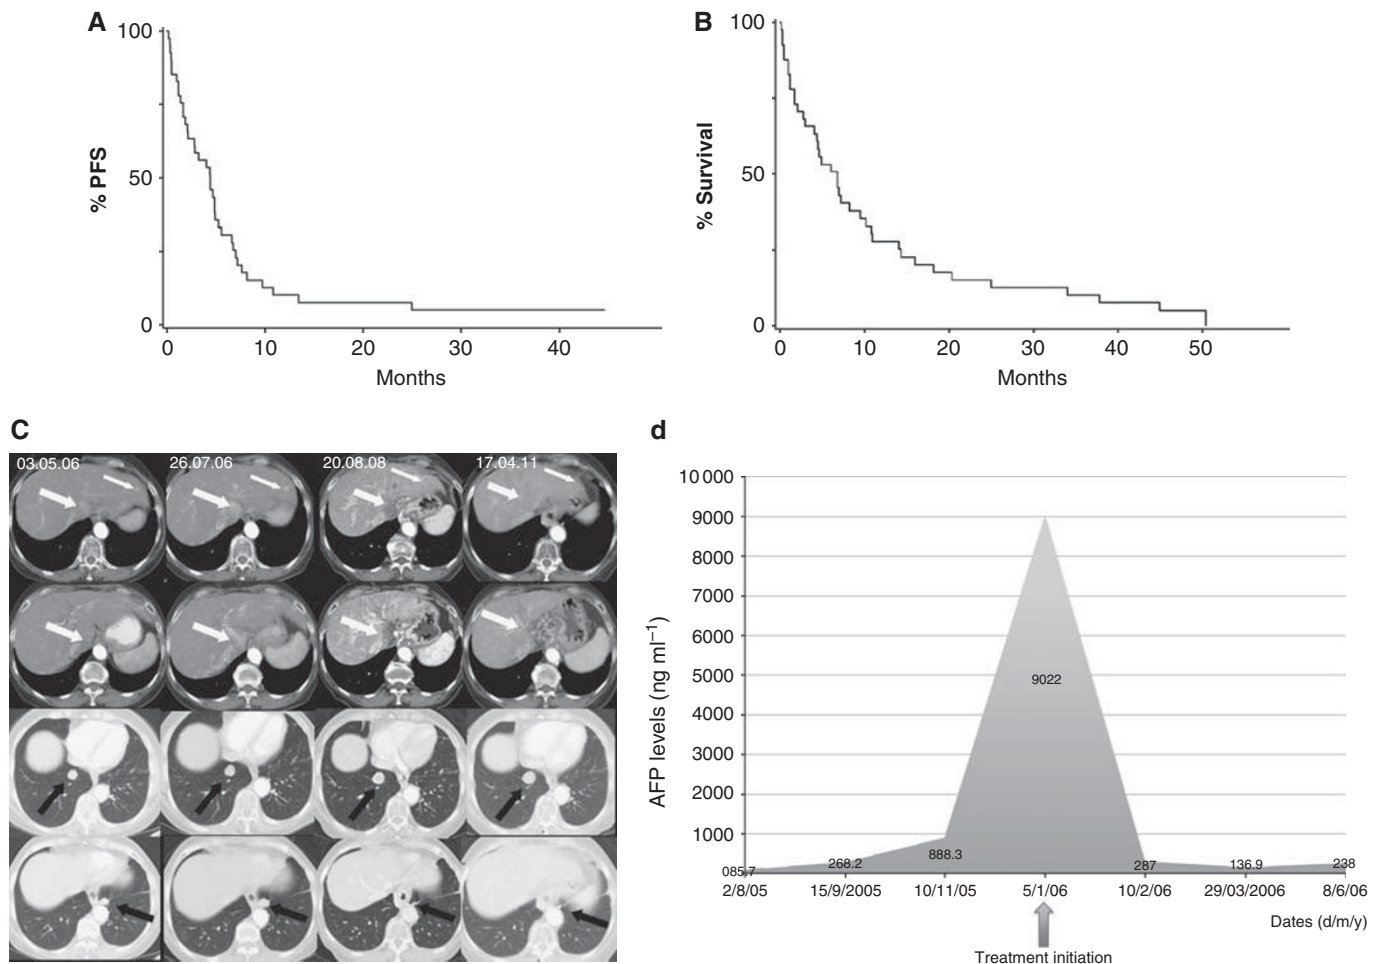 A
100
50
0
% PFS
0 10 20 30 40
Months
B
100
50
0
% Survival
0 10 20 30 40 50
Months
C
03.05.06 26.07.06 20.08.08 17.04.11
d
10 000
9000
8000
7000
6000
5000
4000
3000
2000
1000
AFP levels (ng ml−1)
9022
085.7 268.2 888.3 287 136.9 238
2/8/05 15/9/2005 10/11/05 5/1/06 10/2/06 29/03/2006 8/6/06
Dates (d/m/y)
Treatment initiation